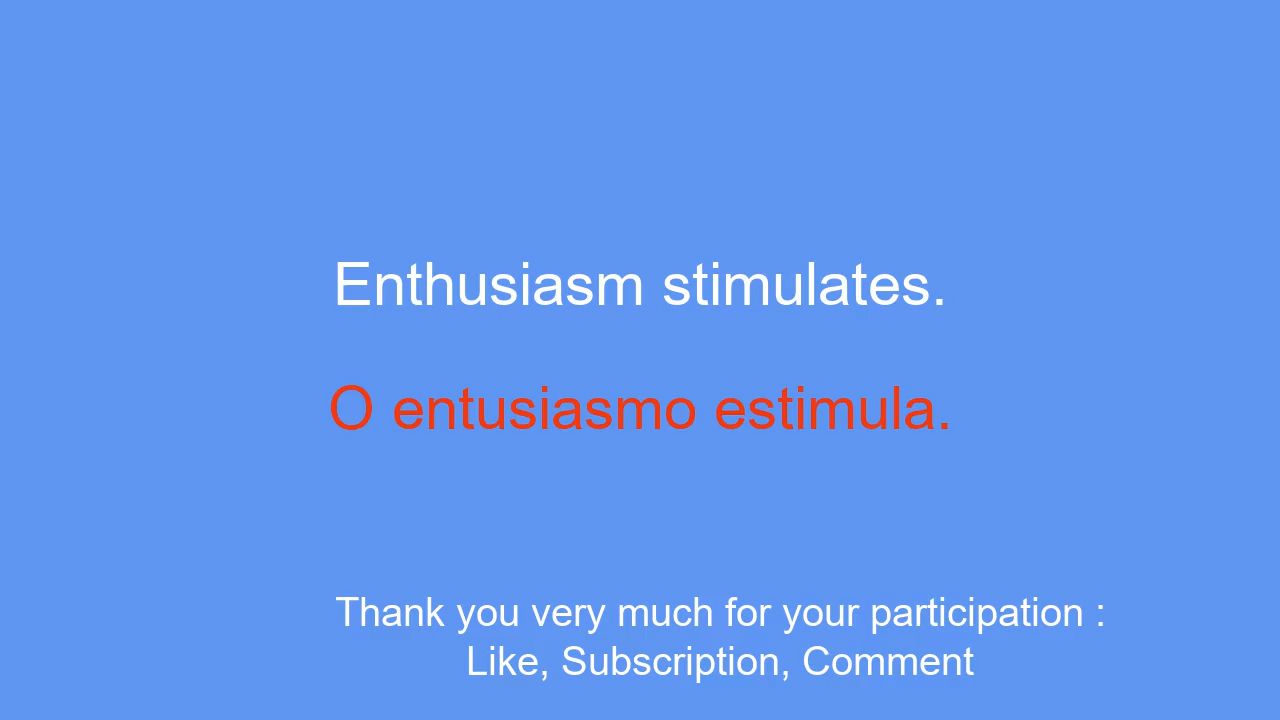 Enthusiasm stimulates.
O entusiasmo estimula.
Thank you very much for your participation :
Like, Subscription, Comment